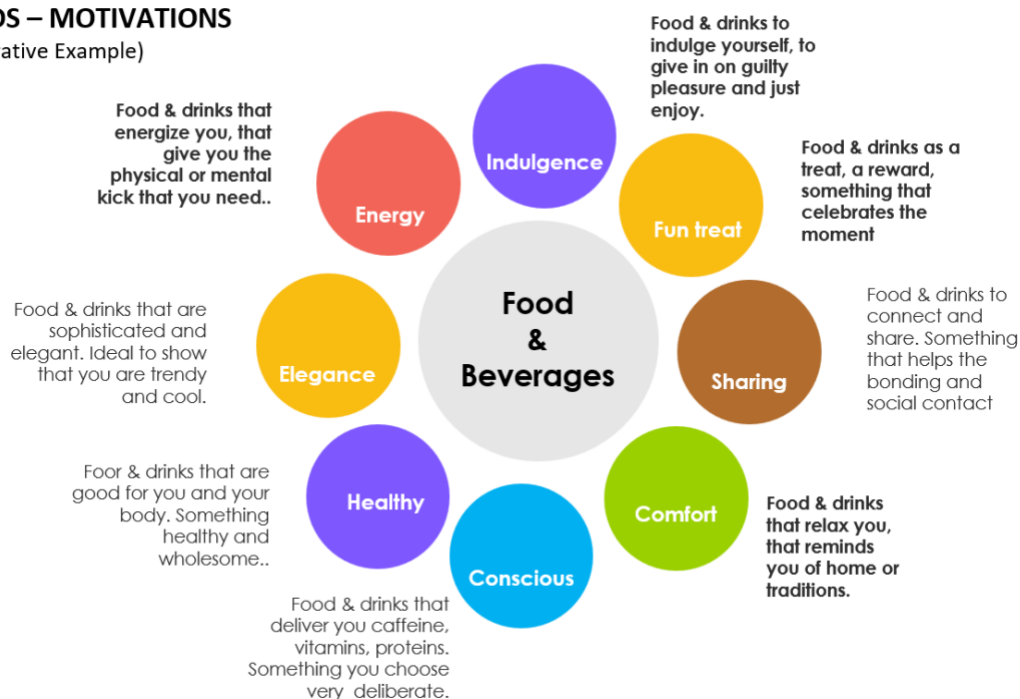 DS – MOTIVATIONS
rative Example)
Food & drinks to
indulge yourself, to
give in on guilty
pleasure and just
enjoy.
Indulgence
Food & drinks that
energize you, that
give you the
physical or mental
kick that you need..
Energy
Food & drinks as a
treat, a reward,
something that
celebrates the
moment
Fun treat
Food
&
Beverages
Food & drinks to
connect and
share. Something
that helps the
bonding and
social contact
Sharing
Food & drinks that are
sophisticated and
elegant. Ideal to show
that you are trendy
and cool.
Elegance
Foor & drinks that are
good for you and your
body. Something
healthy and
wholesome..
Healthy
Comfort
Food & drinks
that relax you,
that reminds
you of home or
traditions.
Conscious
Food & drinks that
deliver you caffeine,
vitamins, proteins.
Something you choose
very deliberate.